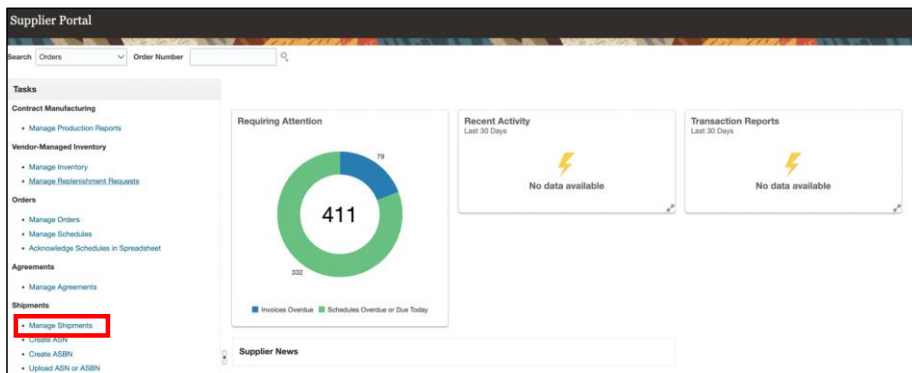 Supplier Portal
Search Orders Order Number
Tasks
Contract Manufacturing
Manage Production Reports
Vendor-Managed Inventory
Manage Inventory
Manage Replenishment Requests
Orders
Manage Orders
Manage Schedules
Acknowledge Schedules in Spreadsheet
Agreements
Manage Agreements
Shipments
Manage Shipments
Create ASN
Create ASBN
Upload ASN or ASBN
Requiring Attention
79
411
332
Invoices Overdue Schedules Overdue or Due Today
Recent Activity
Last 30 Days
No data available
Transaction Reports
Last 30 Days
No data available
Supplier News